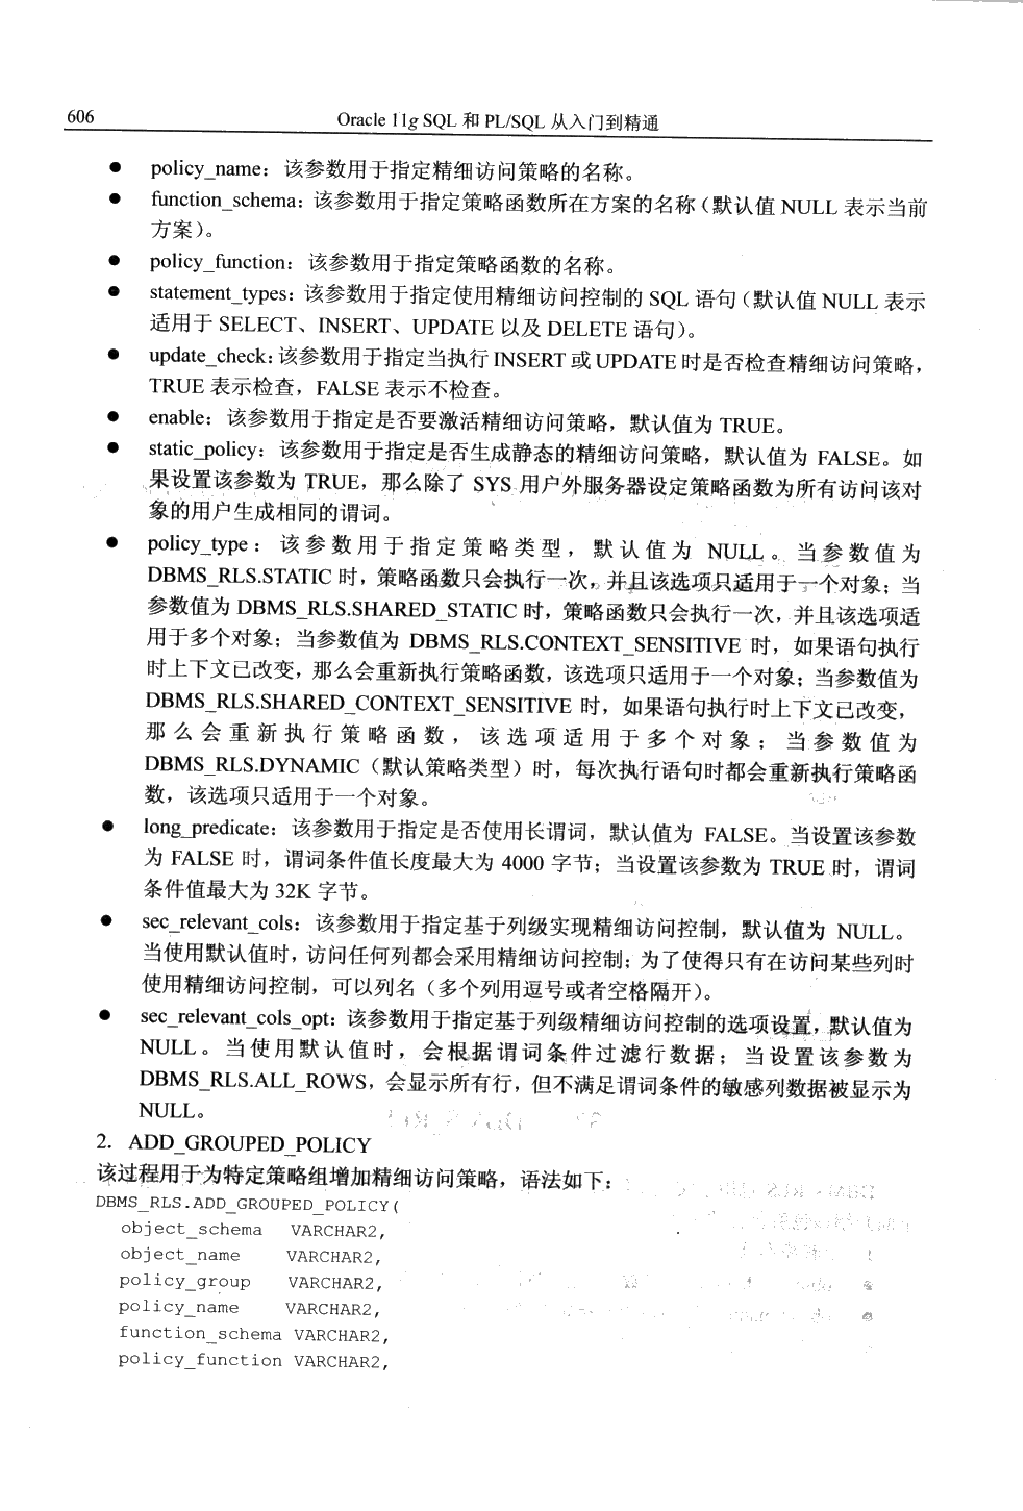 606
Oracle 11g SQL 和 PL/SQL 从入门到精通
● policy_name：该参数用于指定精细访问策略的名称。
● function_schema：该参数用于指定策略函数所在方案的名称（默认值 NULL 表示当前
方案）。
● policy_function：该参数用于指定策略函数的名称。
● statement_types：该参数用于指定使用精细访问控制的 SQL 语句（默认值 NULL 表示
适用于 SELECT、INSERT、UPDATE 以及 DELETE 语句）。
● update_check：该参数用于指定当执行 INSERT 或 UPDATE 时是否检查精细访问策略，
TRUE 表示检查，FALSE 表示不检查。
● enable：该参数用于指定是否要激活精细访问策略，默认值为 TRUE。
● static_policy：该参数用于指定是否生成静态的精细访问策略，默认值为 FALSE。如
果设置该参数为 TRUE，那么除了 SYS 用户外服务器设定策略函数为所有访问该对
象的用户生成相同的谓词。
● policy_type：该参数用于指定策略类型，默认值为 NULL。当参数值为
DBMS_RLS.STATIC 时，策略函数只会执行一次，并且该选项只适用于一个对象；当
参数值为 DBMS_RLS.SHARED_STATIC 时，策略函数只会执行一次，并且该选项适
用于多个对象；当参数值为 DBMS_RLS.CONTEXT_SENSITIVE 时，如果语句执行
时上下文已改变，那么会重新执行策略函数，该选项只适用于一个对象；当参数值为
DBMS_RLS.SHARED_CONTEXT_SENSITIVE 时，如果语句执行时上下文已改变，
那么会重新执行策略函数，该选项适用于多个对象；当参数值为
DBMS_RLS.DYNAMIC（默认策略类型）时，每次执行语句时都会重新执行策略函
数，该选项只适用于一个对象。
● long_predicate：该参数用于指定是否使用长谓词，默认值为 FALSE。当设置该参数
为 FALSE 时，谓词条件值长度最大为 4000 字节；当设置该参数为 TRUE 时，谓词
条件值最大为 32K 字节。
● sec_relevant_cols：该参数用于指定基于列级实现精细访问控制，默认值为 NULL。
当使用默认值时，访问任何列都会采用精细访问控制；为了使得只有在访问某些列时
使用精细访问控制，可以列名（多个列用逗号或者空格隔开）。
● sec_relevant_cols_opt：该参数用于指定基于列级精细访问控制的选项设置，默认值为
NULL。当使用默认值时，会根据谓词条件过滤行数据；当设置该参数为
DBMS_RLS.ALL_ROWS，会显示所有行，但不满足谓词条件的敏感列数据被显示为
NULL。
2．ADD_GROUPED_POLICY
该过程用于为特定策略组增加精细访问策略，语法如下：
DBMS_RLS.ADD_GROUPED_POLICY(
object_schema VARCHAR2,
object_name VARCHAR2,
policy_group VARCHAR2,
policy_name VARCHAR2,
function_schema VARCHAR2,
policy_function VARCHAR2,